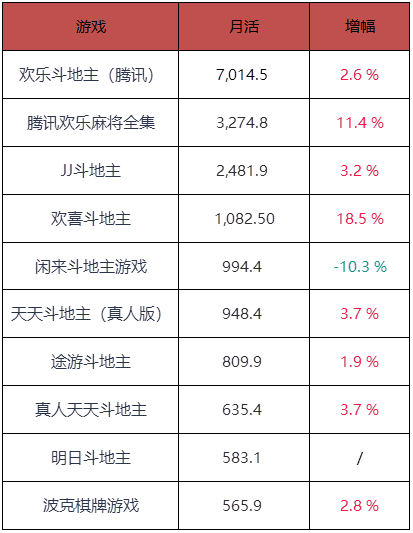 游戏 月活 增幅
欢乐斗地主（腾讯） 7,014.5 2.6 %
腾讯欢乐麻将全集 3,274.8 11.4 %
JJ斗地主 2,481.9 3.2 %
欢喜斗地主 1,082.50 18.5 %
闲来斗地主游戏 994.4 -10.3 %
天天斗地主（真人版） 948.4 3.7 %
途游斗地主 809.9 1.9 %
真人天天斗地主 635.4 3.7 %
明日斗地主 583.1 /
波克棋牌游戏 565.9 2.8 %